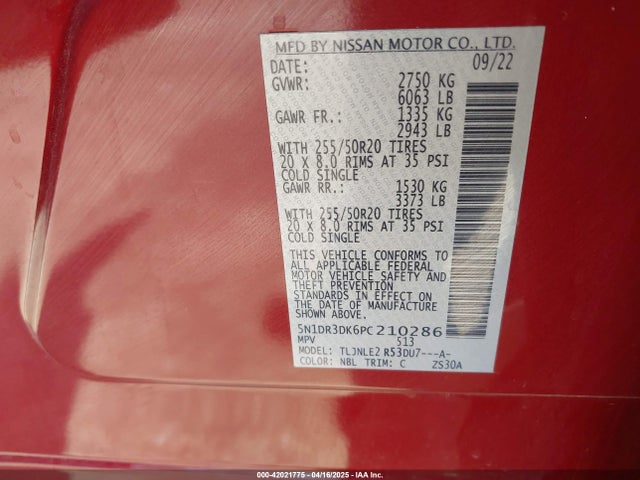 MFD BY NISSAN MOTOR CO., LTD.
DATE: 09/22
GVWR: 2750 KG
6063 LB
GAWR FR.: 1335 KG
2943 LB
WITH 255/50R20 TIRES
20 X 8.0 RIMS AT 35 PSI
COLD SINGLE
GAWR RR.: 1530 KG
3373 LB
WITH 255/50R20 TIRES
20 X 8.0 RIMS AT 35 PSI
COLD SINGLE
THIS VEHICLE CONFORMS TO
ALL APPLICABLE FEDERAL
MOTOR VEHICLE SAFETY AND
THEFT PREVENTION
STANDARDS IN EFFECT ON
THE DATE OF MANUFACTURE
SHOWN ABOVE.
5N1DR3DK6PC210286
MPV 513
MODEL: TLJNLE2 R53DU7---A-
COLOR: NBL TRIM: C ZS30A
000-42021775 - 04/16/2025 - IAA Inc.